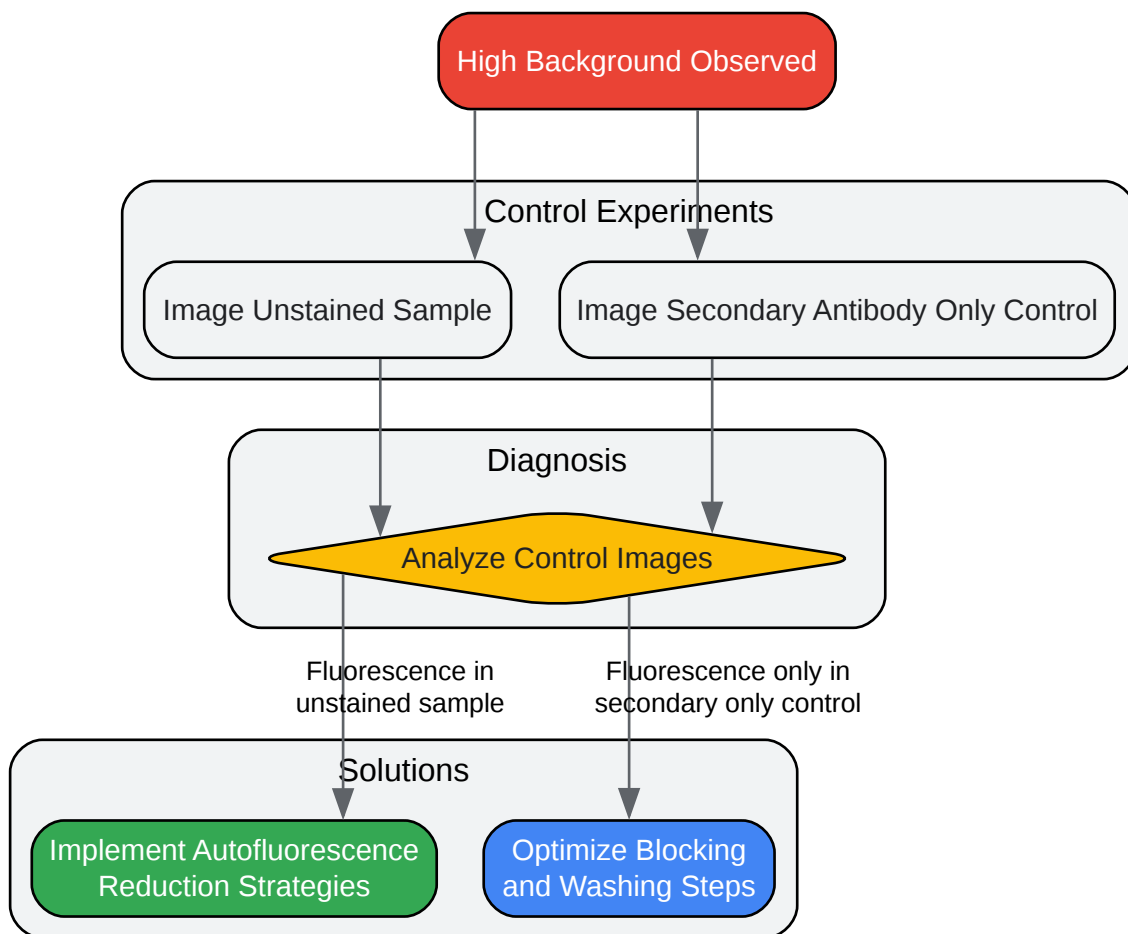 High Background Observed
Control Experiments
Image Unstained Sample
Image Secondary Antibody Only Control
Diagnosis
Analyze Control Images
Fluorescence in
unstained sample
Fluorescence only in
secondary only control
Solutions
Implement Autofluorescence
Reduction Strategies
Optimize Blocking
and Washing Steps